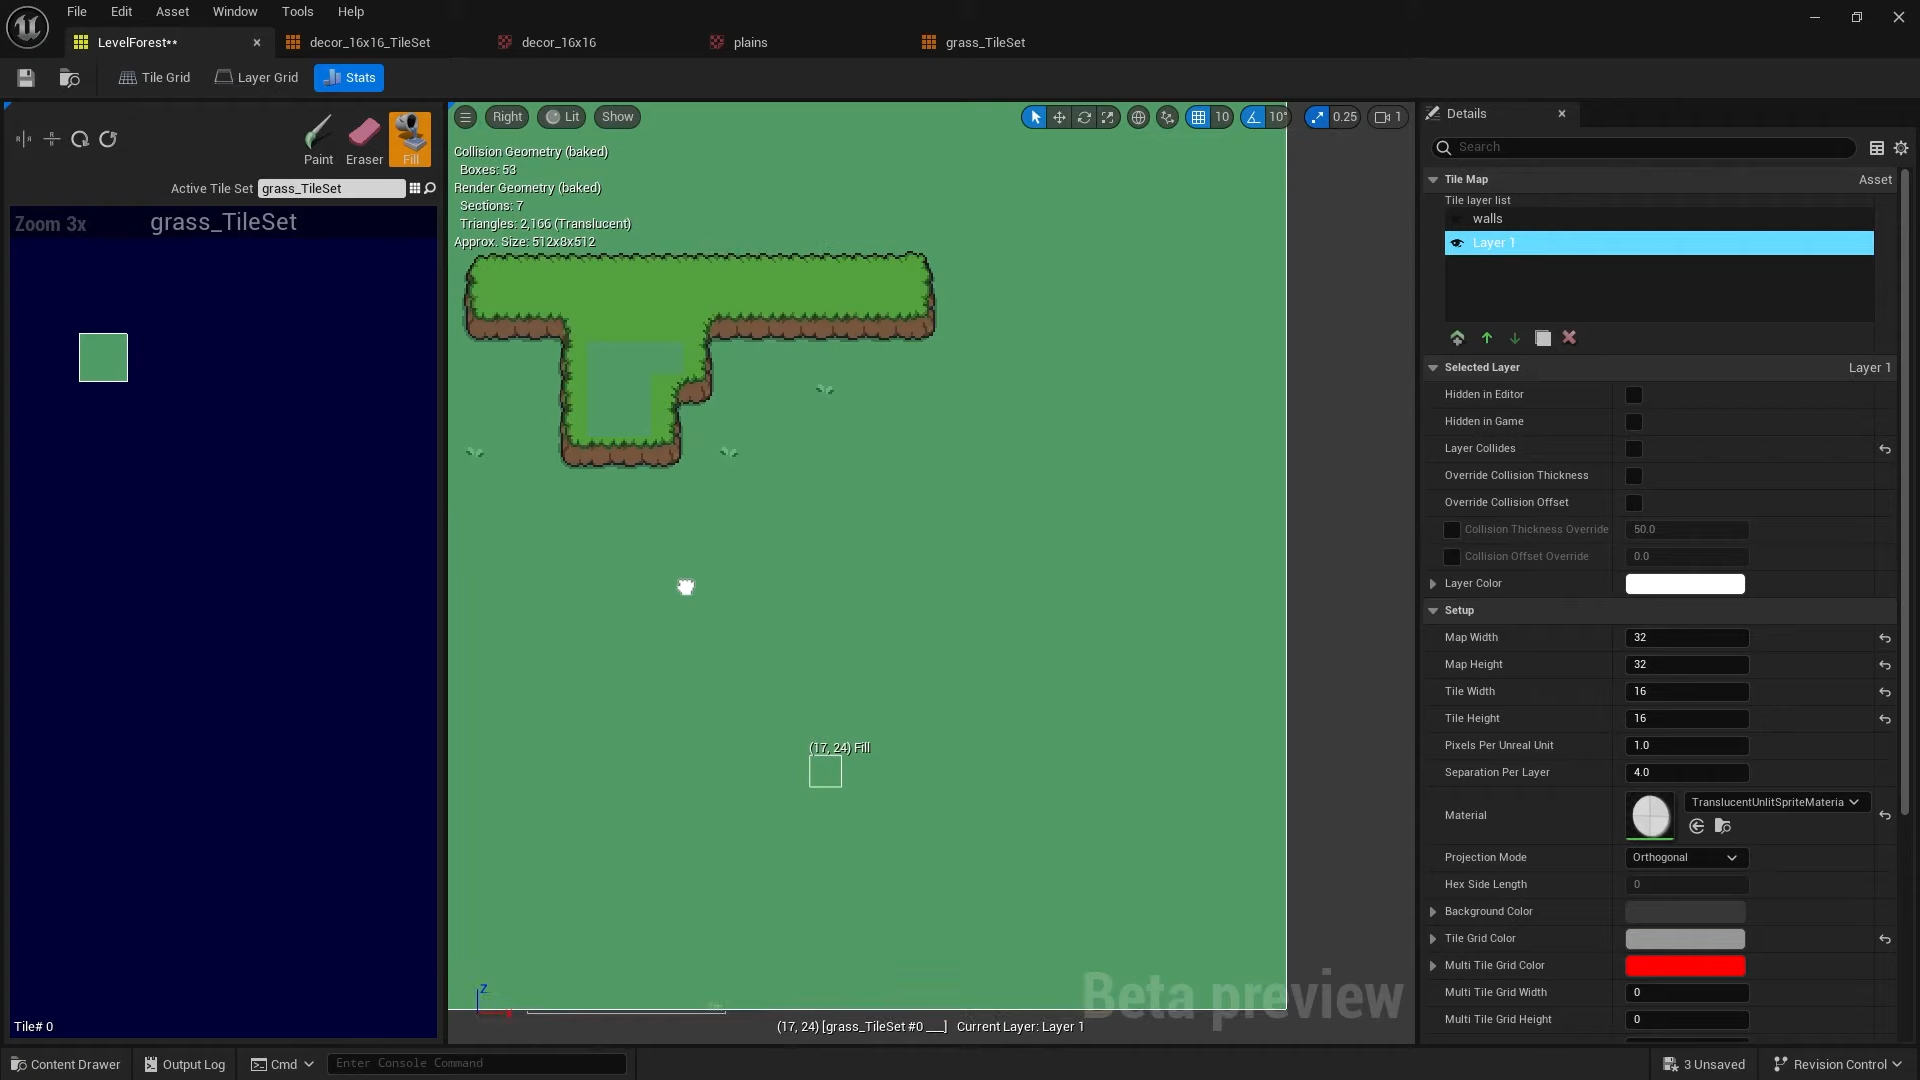 File Edit Asset Window Tools Help
LevelForest** decor_16x16_TileSet decor_16x16 plains grass_TileSet
Tile Grid Layer Grid Stats
Right Lit Show 10 10° 0.25 1
Details
Search
Paint Eraser Fill
Active Tile Set grass_TileSet
Zoom 3x grass_TileSet
Tile# 0
Collision Geometry (baked)
Boxes: 53
Render Geometry (baked)
Sections: 7
Triangles: 2,166 (Translucent)
Approx. Size: 512x8x512
(17, 24) Fill
Z
Beta preview
(17, 24) [grass_TileSet #0 ___] Current Layer: Layer 1
Tile Map Asset
Tile layer list
walls
Layer 1
Selected Layer Layer 1
Hidden in Editor
Hidden in Game
Layer Collides
Override Collision Thickness
Override Collision Offset
Collision Thickness Override 50.0
Collision Offset Override 0.0
Layer Color
Setup
Map Width 32
Map Height 32
Tile Width 16
Tile Height 16
Pixels Per Unreal Unit 1.0
Separation Per Layer 4.0
Material TranslucentUnlitSpriteMateria
Projection Mode Orthogonal
Hex Side Length 0
Background Color
Tile Grid Color
Multi Tile Grid Color
Multi Tile Grid Width 0
Multi Tile Grid Height 0
Content Drawer Output Log Cmd Enter Console Command 3 Unsaved Revision Control